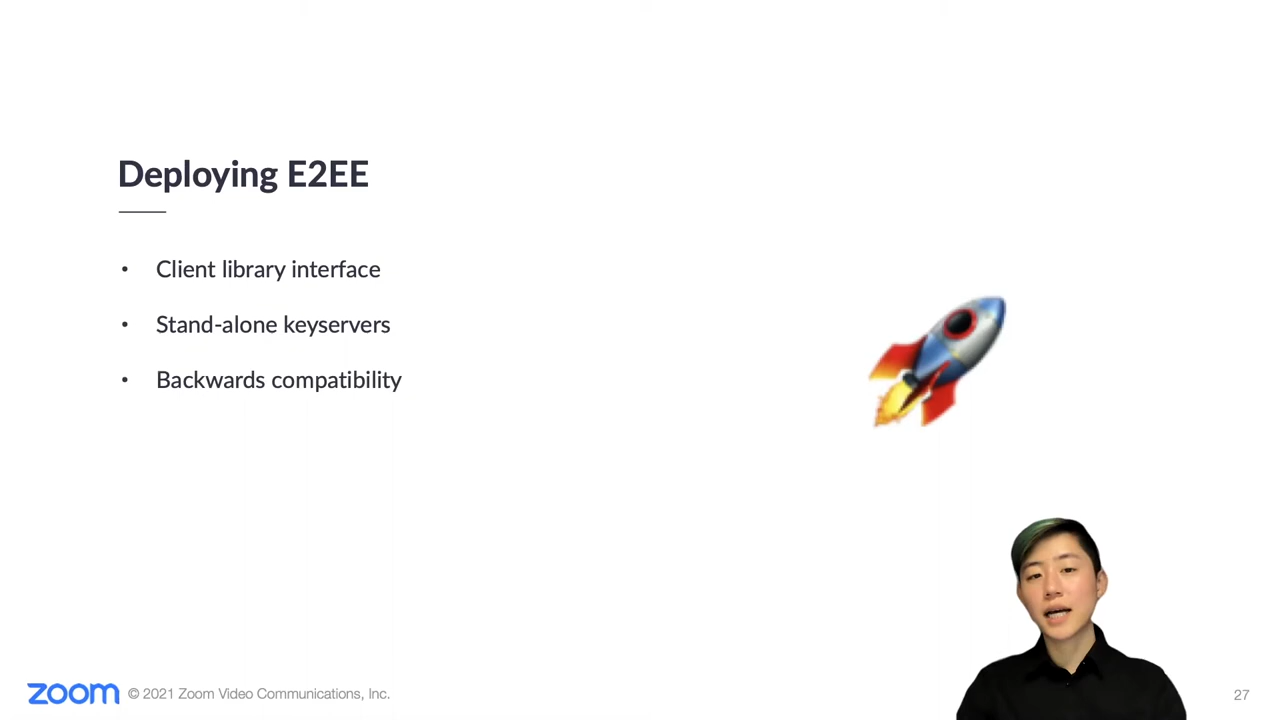 Deploying E2EE
• Client library interface
• Stand-alone keyservers
• Backwards compatibility
zoom © 2021 Zoom Video Communications, Inc.
27